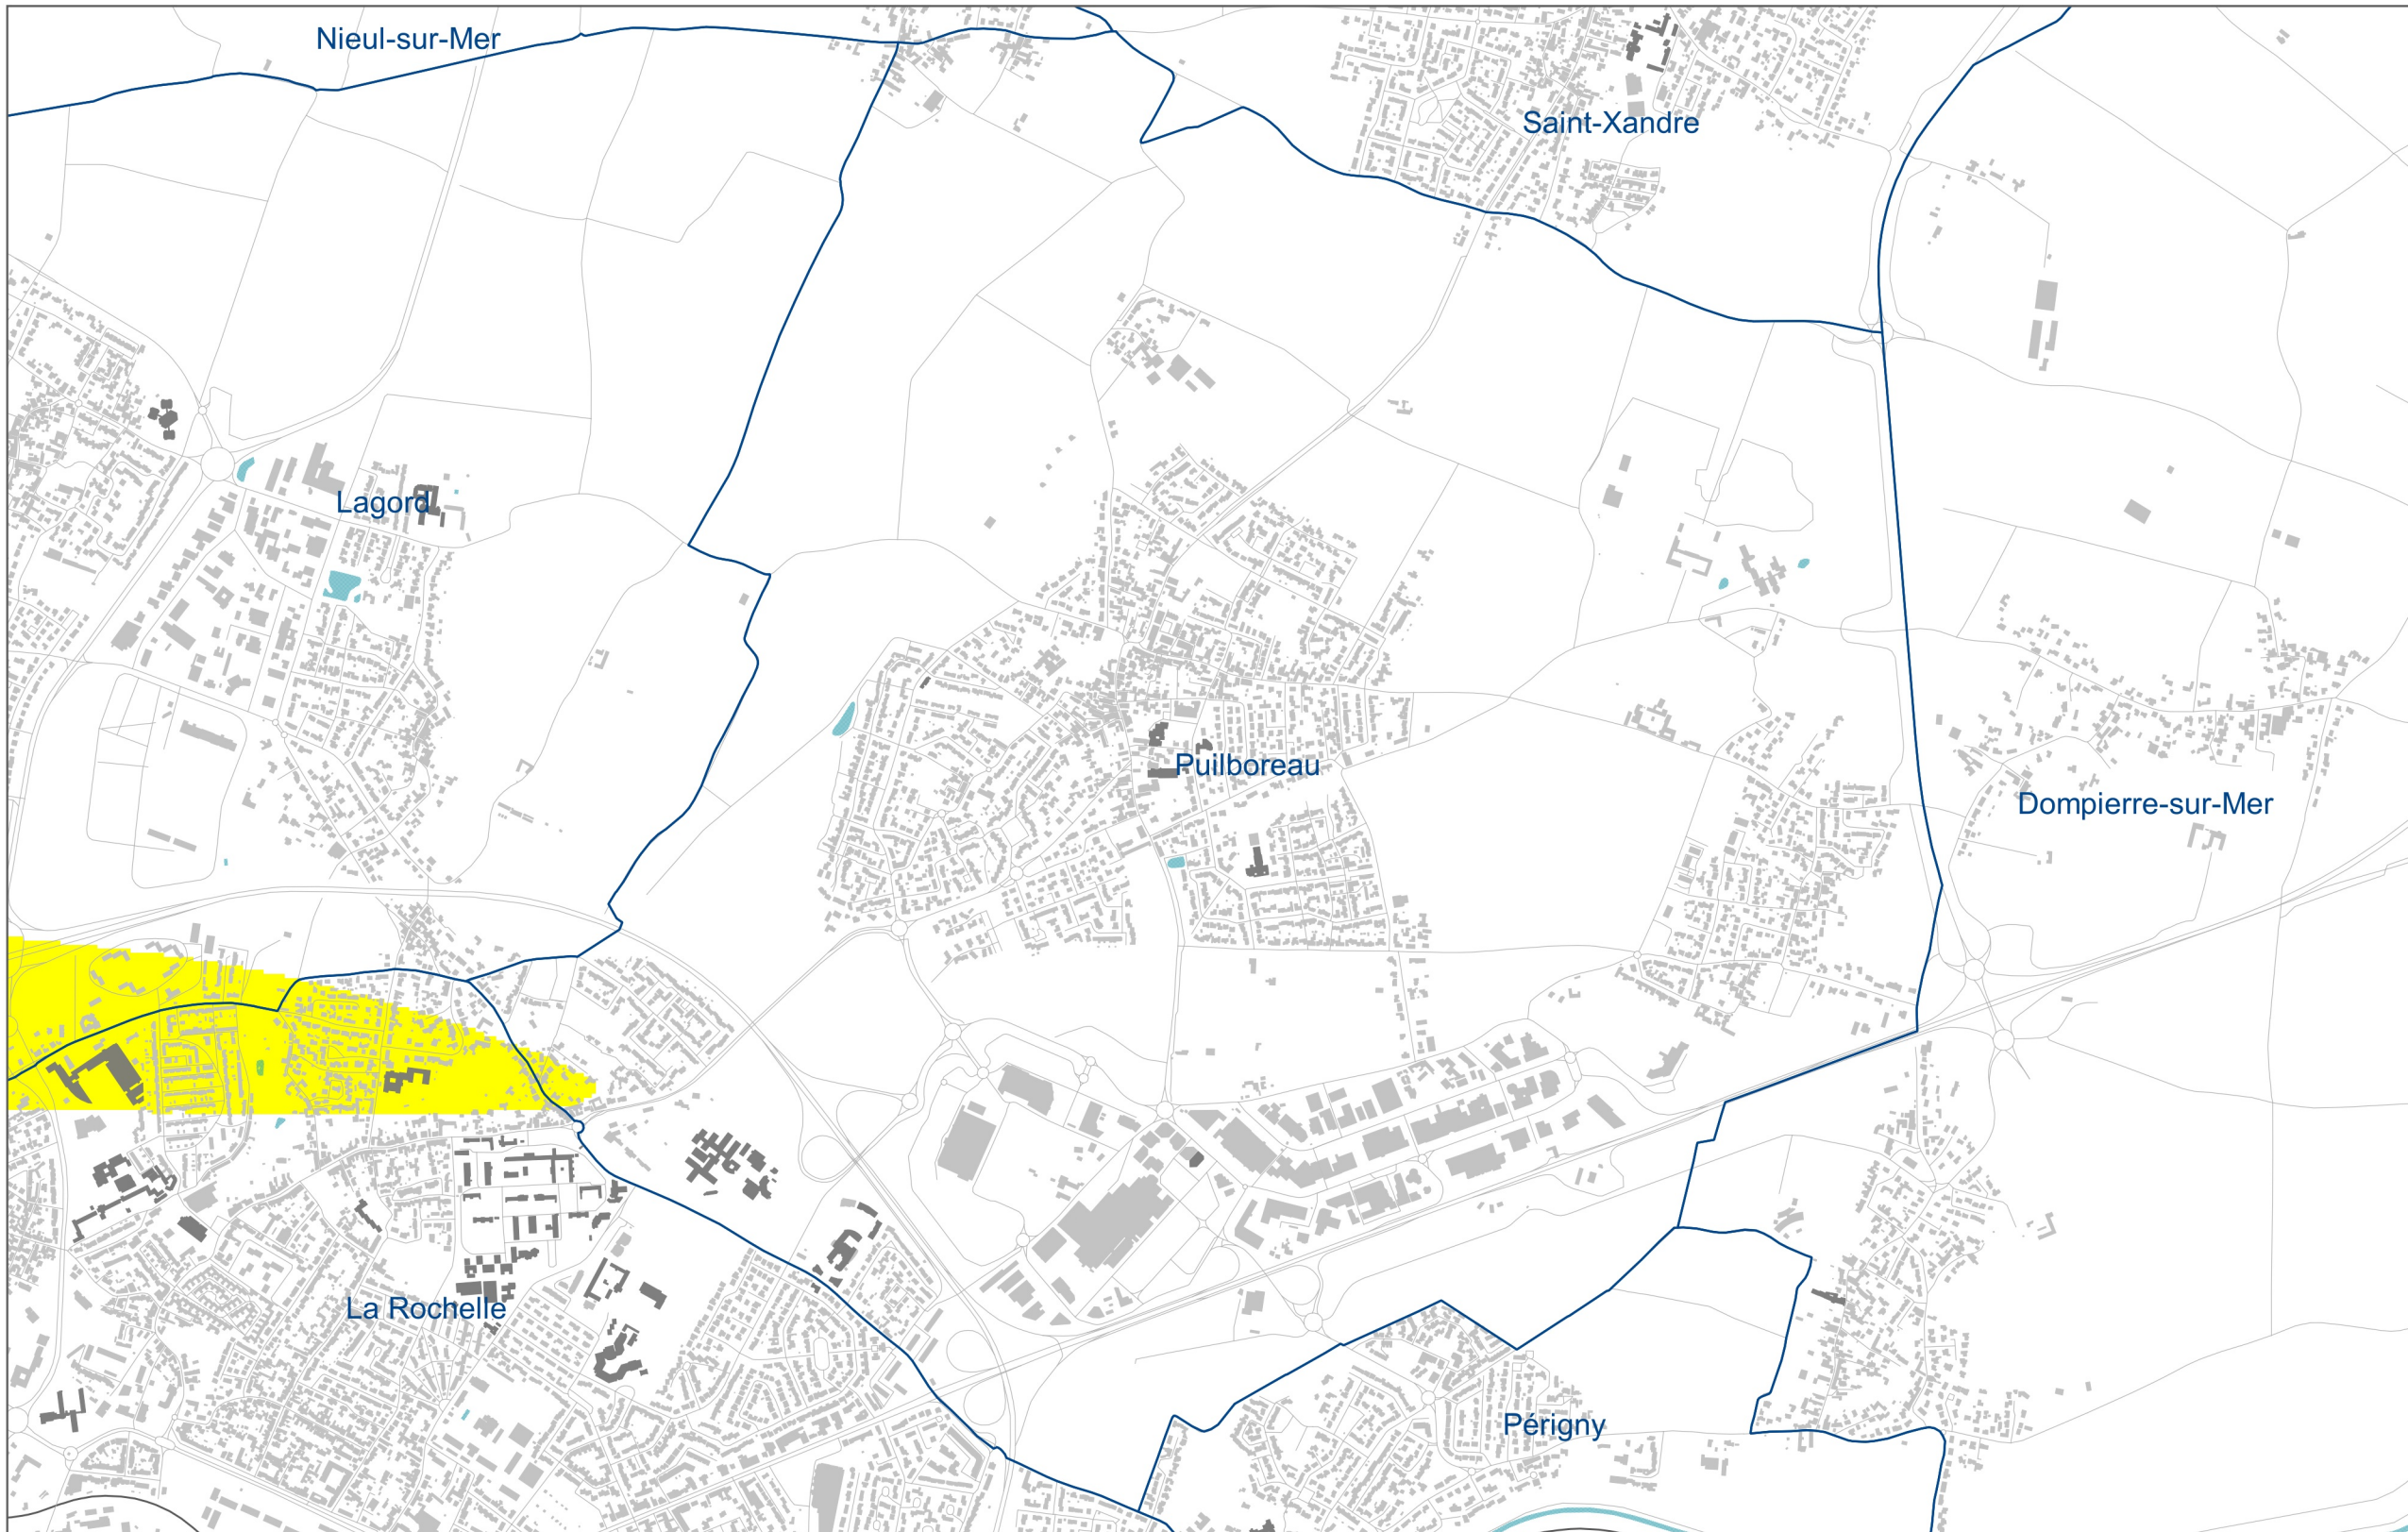 Nieul-sur-Mer
Saint-Xandre
Lagord
Puilboreau
Dompierre-sur-Mer
La Rochelle
Périgny